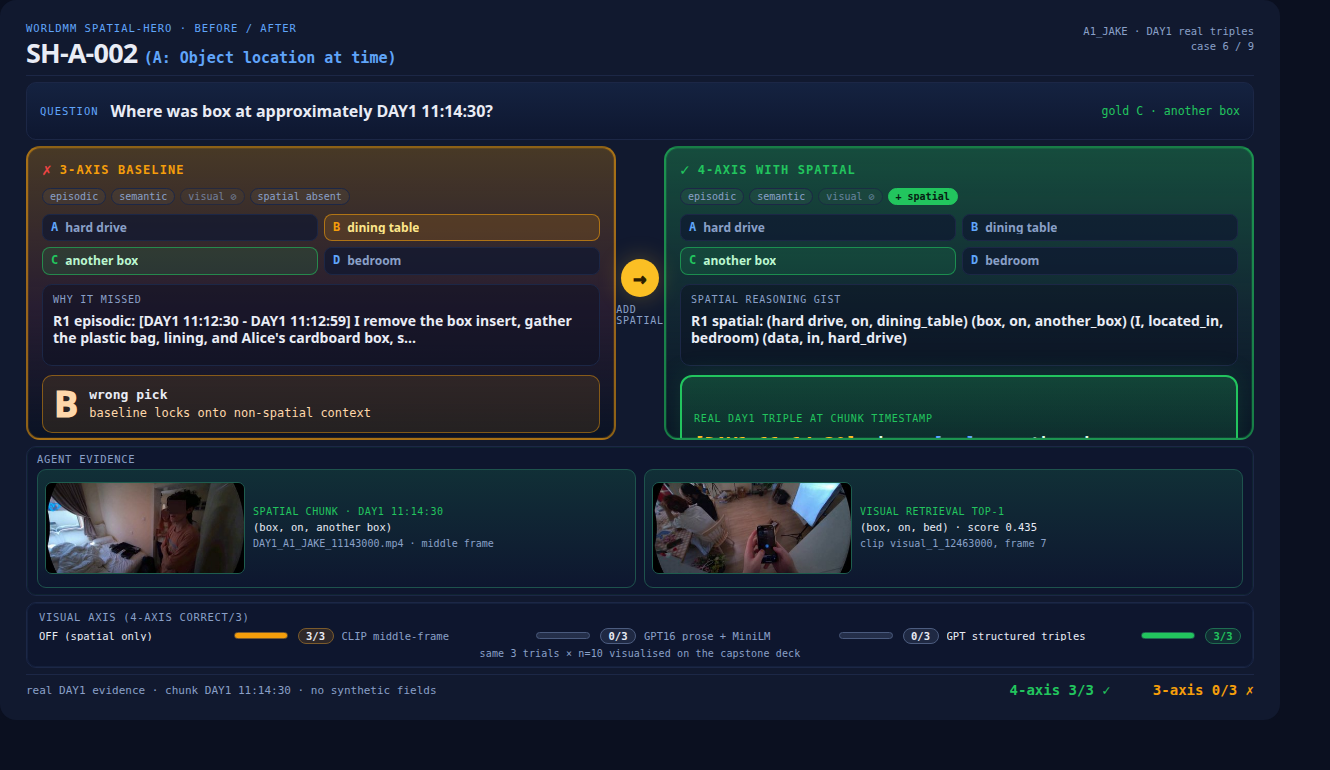 WORLDMM SPATIAL-HERO · BEFORE / AFTER
SH-A-002 (A: Object location at time)
A1_JAKE · DAY1 real triples
case 6 / 9
QUESTION Where was box at approximately DAY1 11:14:30?
gold C · another box
✗ 3-AXIS BASELINE
episodic semantic visual ⊘ spatial absent
A hard drive
B dining table
C another box
D bedroom
WHY IT MISSED
R1 episodic: [DAY1 11:12:30 - DAY1 11:12:59] I remove the box insert, gather
the plastic bag, lining, and Alice's cardboard box, s...
B wrong pick
baseline locks onto non-spatial context
→
ADD
SPATIAL
✓ 4-AXIS WITH SPATIAL
episodic semantic visual ⊘ + spatial
A hard drive
B dining table
C another box
D bedroom
SPATIAL REASONING GIST
R1 spatial: (hard drive, on, dining_table) (box, on, another_box) (I, located_in,
bedroom) (data, in, hard_drive)
REAL DAY1 TRIPLE AT CHUNK TIMESTAMP
AGENT EVIDENCE
SPATIAL CHUNK · DAY1 11:14:30
(box, on, another box)
DAY1_A1_JAKE_11143000.mp4 · middle frame
VISUAL RETRIEVAL TOP-1
(box, on, bed) · score 0.435
clip visual_1_12463000, frame 7
VISUAL AXIS (4-AXIS CORRECT/3)
OFF (spatial only) 3/3 CLIP middle-frame 0/3 GPT16 prose + MiniLM 0/3 GPT structured triples 3/3
same 3 trials × n=10 visualised on the capstone deck
real DAY1 evidence · chunk DAY1 11:14:30 · no synthetic fields
4-axis 3/3 ✓ 3-axis 0/3 ✗